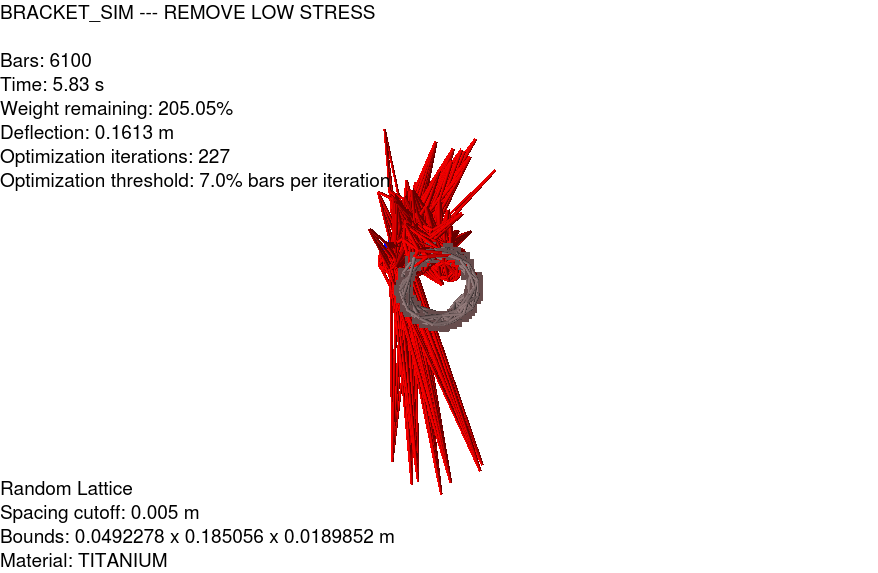 BRACKET_SIM --- REMOVE LOW STRESS
Bars: 6100
Time: 5.83 s
Weight remaining: 205.05%
Deflection: 0.1613 m
Optimization iterations: 227
Optimization threshold: 7.0% bars per iteration
Random Lattice
Spacing cutoff: 0.005 m
Bounds: 0.0492278 x 0.185056 x 0.0189852 m
Material: TITANIUM